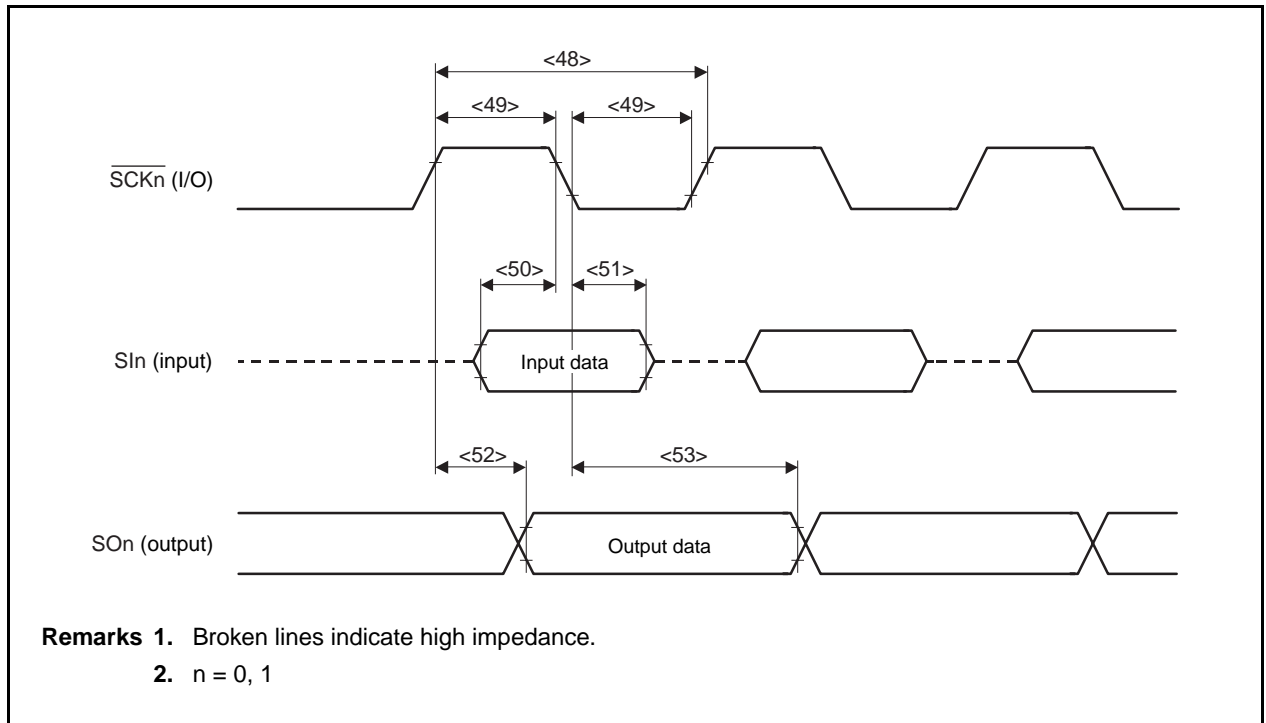 <48>
<49> <49>
SCKn (I/O)
<50> <51>
SIn (input)
Input data
<52> <53>
SOn (output)
Output data
Remarks 1. Broken lines indicate high impedance.
2. n = 0, 1